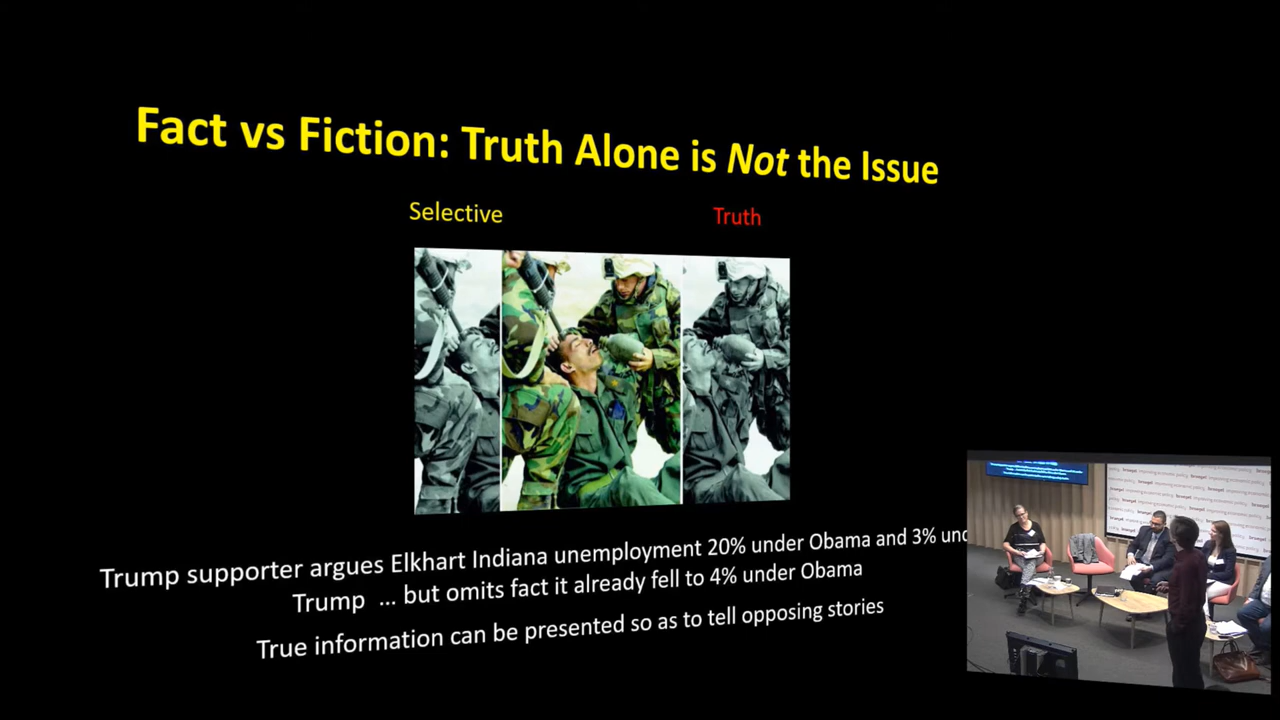 Fact vs Fiction: Truth Alone is Not the Issue
Selective
Truth
Trump supporter argues Elkhart Indiana unemployment 20% under Obama and 3% und
Trump ... but omits fact it already fell to 4% under Obama
True information can be presented so as to tell opposing stories
bruegel